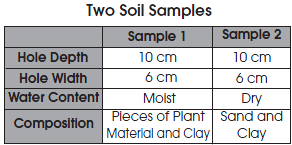 Two Soil Samples
Sample 1 Sample 2
Hole Depth 10 cm 10 cm
Hole Width 6 cm 6 cm
Water Content Moist Dry
Composition Pieces of Plant Sand and
Material and Clay Clay